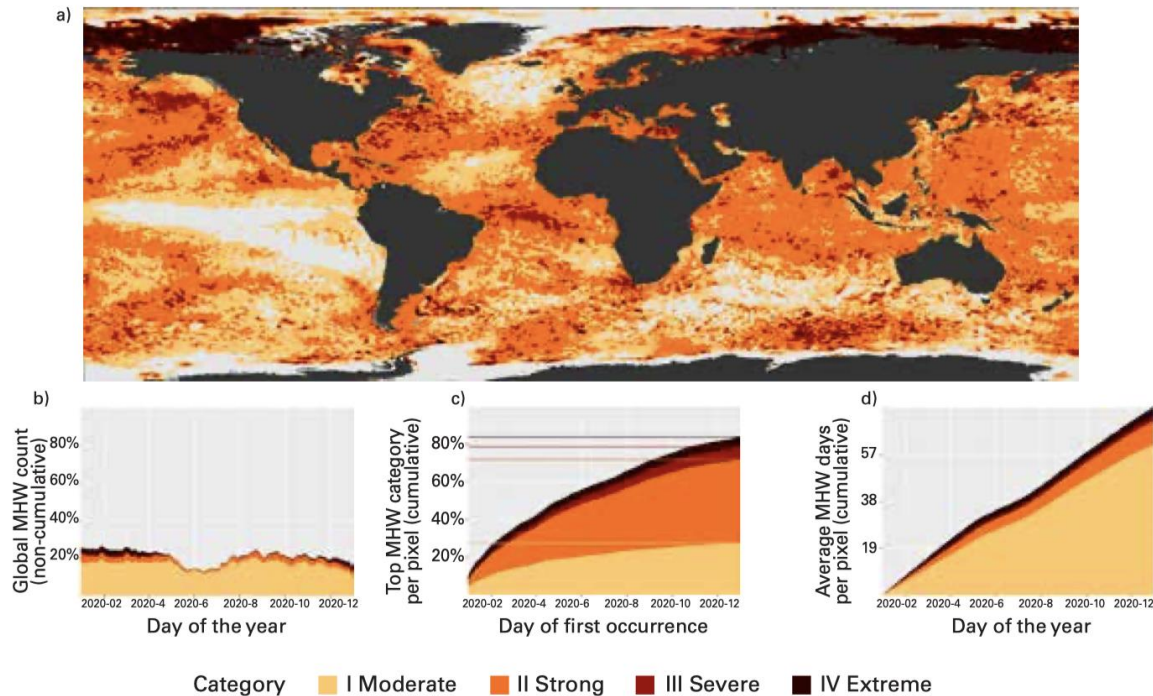 a)
b)
Global MHW count
(non-cumulative)
80%
60%
40%
20%
2020-02 2020-4 2020-6 2020-8 2020-10 2020-12
Day of the year
c)
Top MHW category
per pixel (cumulative)
80%
60%
40%
20%
2020-02 2020-4 2020-6 2020-8 2020-10 2020-12
Day of first occurrence
d)
Average MHW days
per pixel (cumulative)
57
38
19
2020-02 2020-4 2020-6 2020-8 2020-10 2020-12
Day of the year
Category I Moderate II Strong III Severe IV Extreme